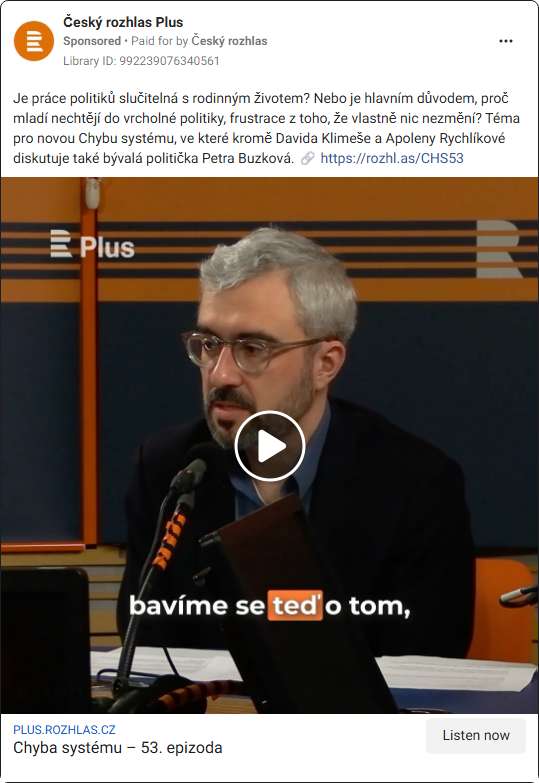 Český rozhlas Plus
Sponsored • Paid for by Český rozhlas
Library ID: 992239076340561
Je práce politiků slučitelná s rodinným životem? Nebo je hlavním důvodem, proč
mladí nechtějí do vrcholné politiky, frustrace z toho, že vlastně nic nezmění? Téma
pro novou Chybu systému, ve které kromě Davida Klimeše a Apoleny Rychlíkové
diskutuje také bývalá politička Petra Buzková. 🔗 https://rozhl.as/CHS53
Plus
bavíme se teď o tom,
PLUS.ROZHLAS.CZ
Chyba systému – 53. epizoda
Listen now